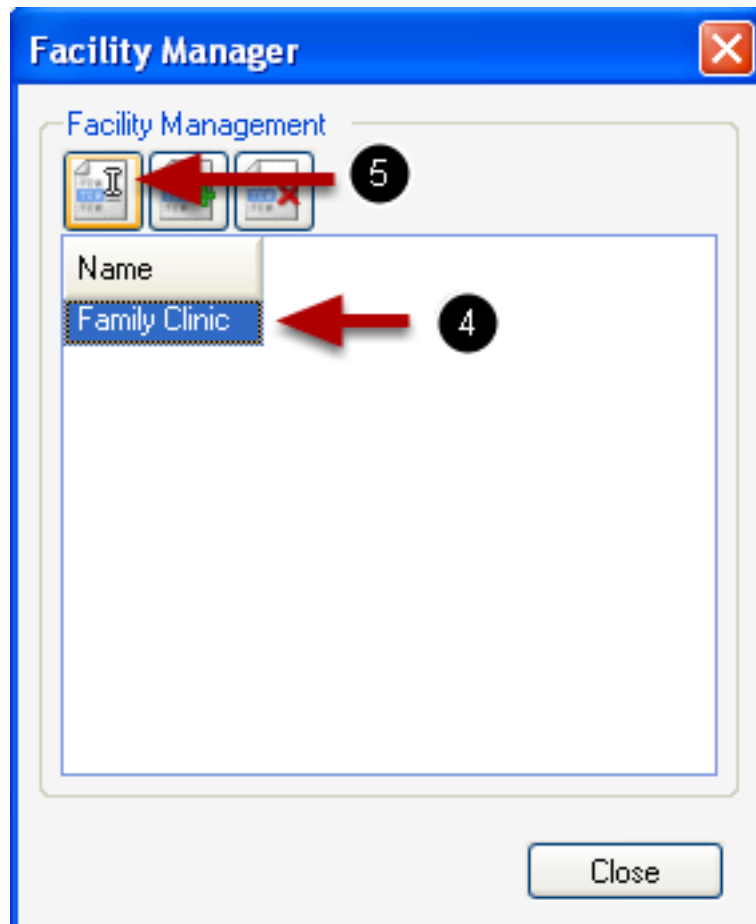 Facility Manager
Facility Management
5
Name
Family Clinic
4
Close